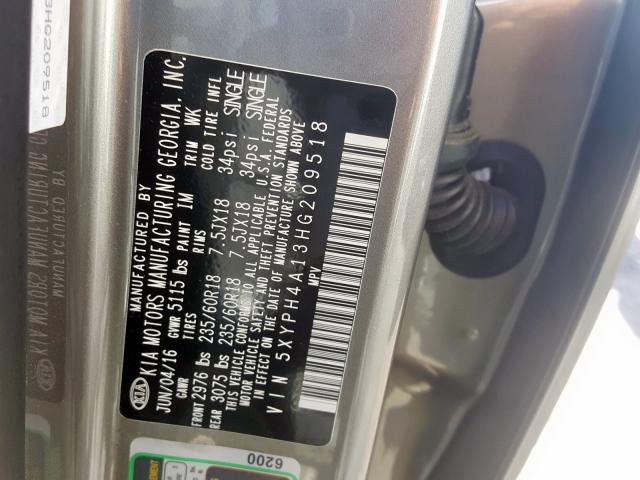 MANUFACTURED BY
KIA KIA MOTORS MANUFACTURING GEORGIA. INC.
JUN/04/16 GVWR 5115 lbs PAINT IM TRIM WK
GAWR TIRES RIMS COLD TIRE INFL
FRONT 2976 lbs 235/60R18 7.5JX18 34psi SINGLE
REAR 3075 lbs 235/60R18 7.5JX18 34psi SINGLE
THIS VEHICLE CONFORMS TO ALL APPLICABLE U.S.A. FEDERAL
MOTOR VEHICLE SAFETY AND THEFT PREVENTION STANDARDS
IN EFFECT ON THE DATE OF MANUFACTURE SHOWN ABOVE
VIN 5XYPH4A13HG209518
MPV
6200
3HG209518